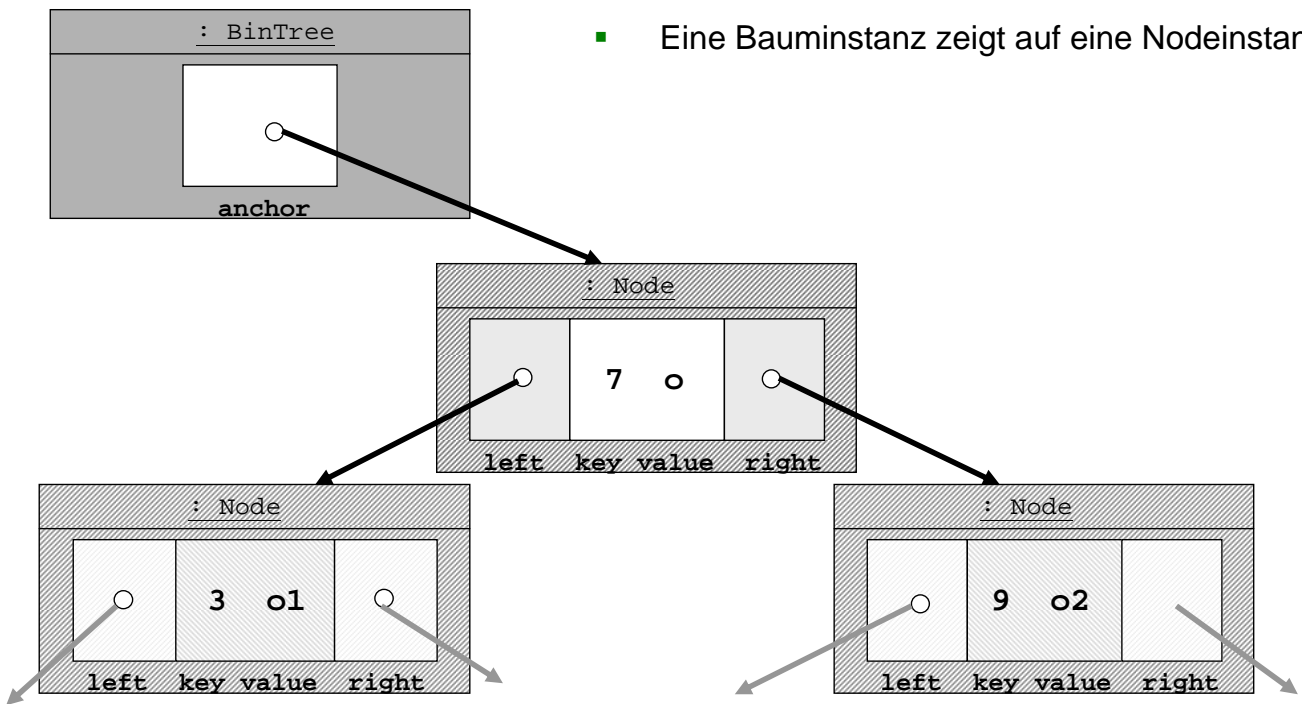 : BinTree
Eine Bauminstanz zeigt auf eine
anchor
: Node
7 o
left key value right
: Node
3 o1
left key value right
: Node
9 o2
left key value right